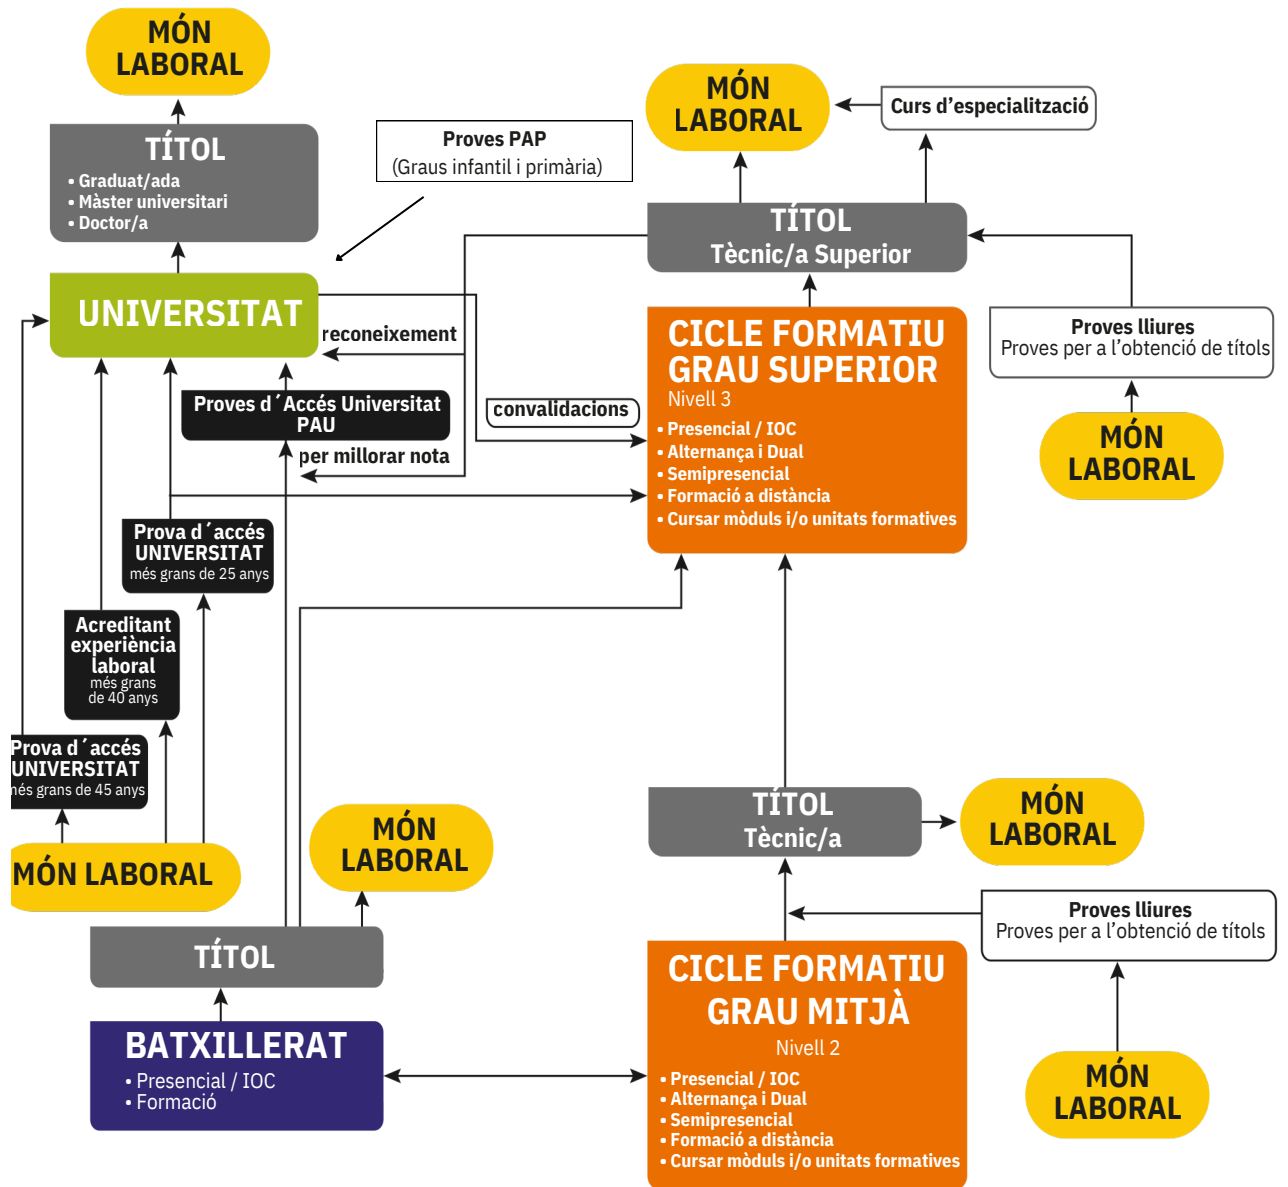 MÓN
LABORAL
TÍTOL
• Graduat/ada
• Màster universitari
• Doctor/a
Proves PAP
(Graus infantil i primària)
MÓN
LABORAL
Curs d'especialització
TÍTOL
Tècnic/a Superior
UNIVERSITAT
reconeixement
Proves d´Accés Universitat
PAU
per millorar nota
convalidacions
CICLE FORMATIU
GRAU SUPERIOR
Nivell 3
• Presencial / IOC
• Alternança i Dual
• Semipresencial
• Formació a distància
• Cursar mòduls i/o unitats formatives
Proves lliures
Proves per a l'obtenció de títols
MÓN
LABORAL
Prova d´accés
UNIVERSITAT
més grans de 25 anys
Acreditant
experiència
laboral
més grans
de 40 anys
Prova d´accés
UNIVERSITAT
més grans de 45 anys
MÓN LABORAL
MÓN
LABORAL
TÍTOL
Tècnic/a
MÓN
LABORAL
Proves lliures
Proves per a l'obtenció de títols
TÍTOL
BATXILLERAT
• Presencial / IOC
• Formació
CICLE FORMATIU
GRAU MITJÀ
Nivell 2
• Presencial / IOC
• Alternança i Dual
• Semipresencial
• Formació a distància
• Cursar mòduls i/o unitats formatives
MÓN
LABORAL